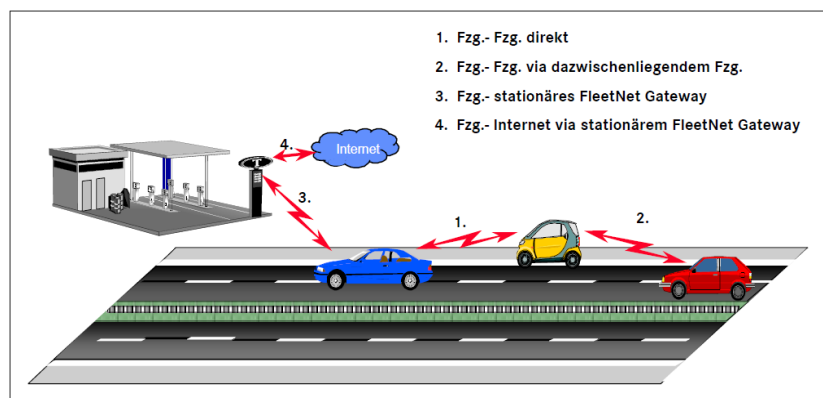 1. Fzg.- Fzg. direkt
2. Fzg.- Fzg. via dazwischenliegendem Fzg.
3. Fzg.- stationäres FleetNet Gateway
4. Fzg.- Internet via stationärem FleetNet Gateway
4.
Internet
3.
1.
2.